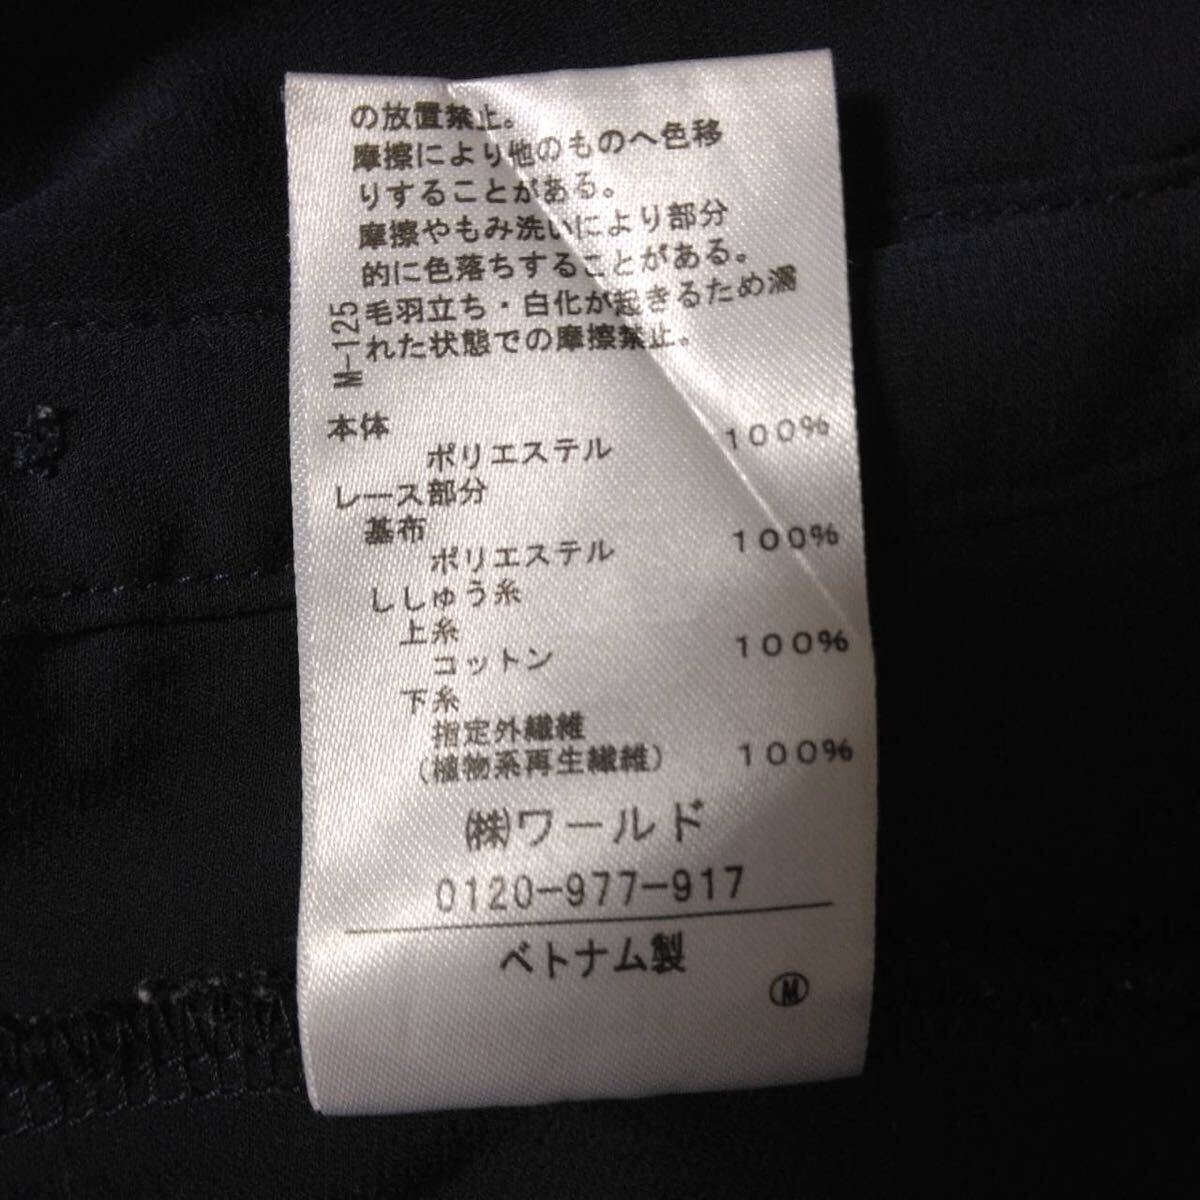 の放置禁止。
摩擦により他のものへ色移
りすることがある。
摩擦やもみ洗いにより部分
的に色落ちすることがある。
毛羽立ち・白化が起きるため濡
れた状態での摩擦禁止。
M-125
本体
ポリエステル 100%
レース部分
基布
ポリエステル 100%
ししゅう糸
上糸
コットン 100%
下糸
指定外繊維
(植物系再生繊維) 100%
㈱ワールド
0120-977-917
ベトナム製
Ⓜ